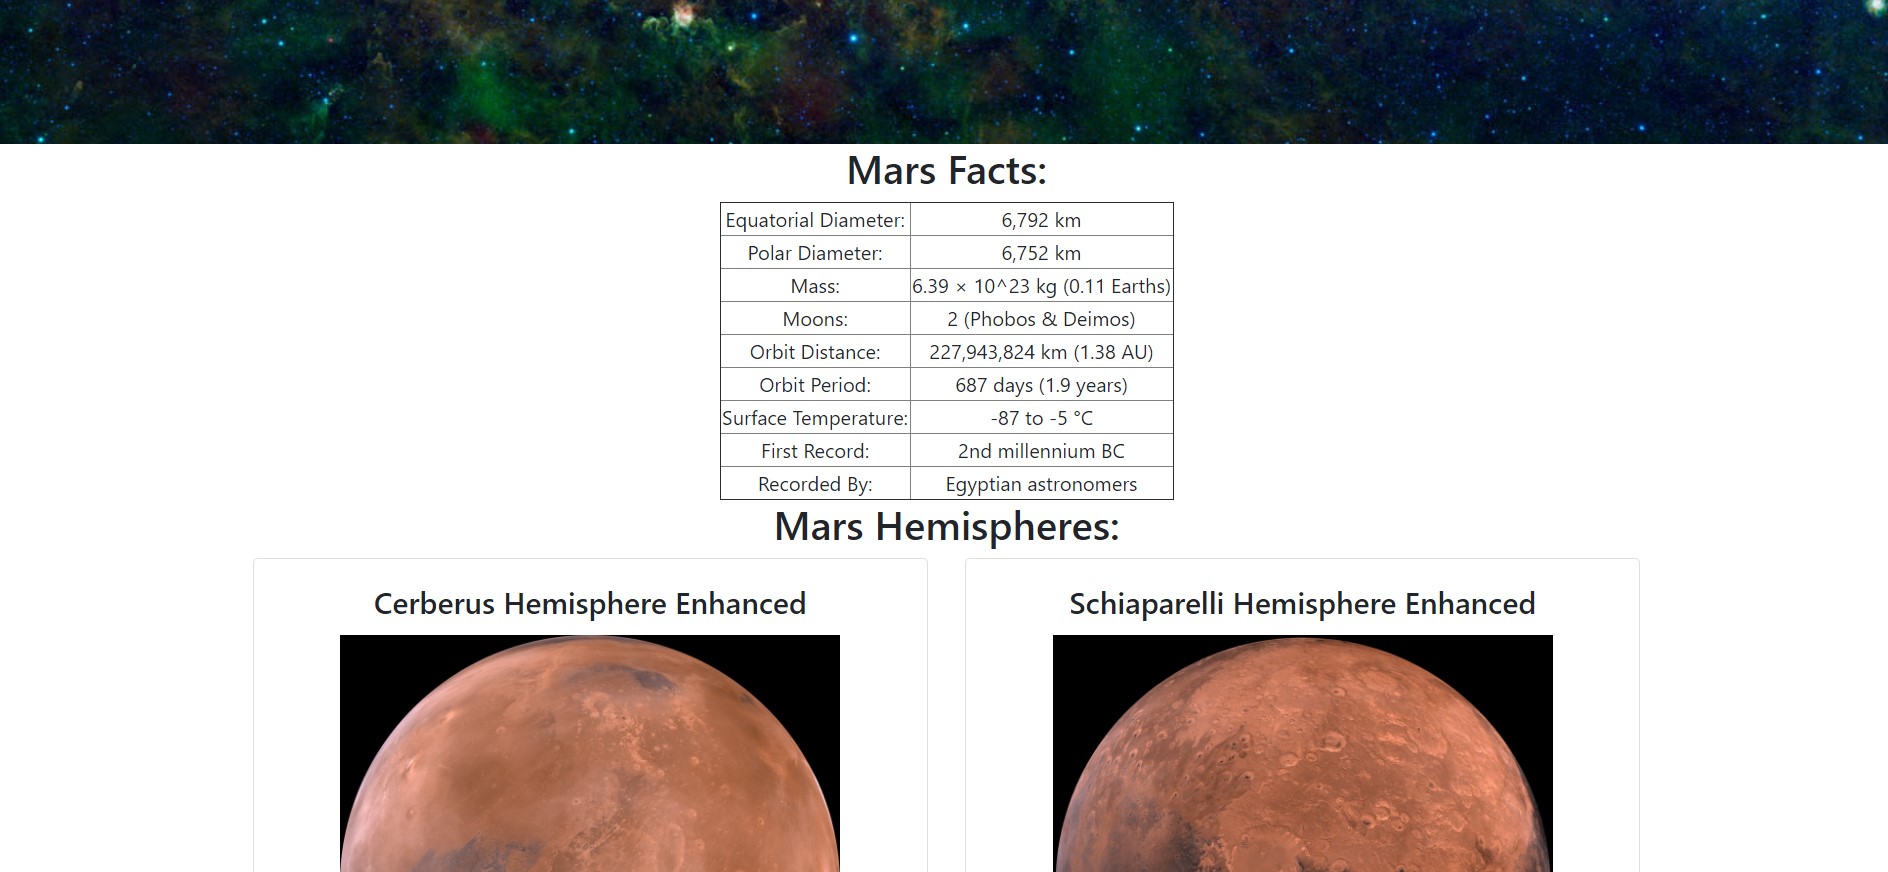 Mars Facts:
Equatorial Diameter: 6,792 km
Polar Diameter: 6,752 km
Mass: 6.39 × 10^23 kg (0.11 Earths)
Moons: 2 (Phobos & Deimos)
Orbit Distance: 227,943,824 km (1.38 AU)
Orbit Period: 687 days (1.9 years)
Surface Temperature: -87 to -5 °C
First Record: 2nd millennium BC
Recorded By: Egyptian astronomers
Mars Hemispheres:
Cerberus Hemisphere Enhanced
Schiaparelli Hemisphere Enhanced